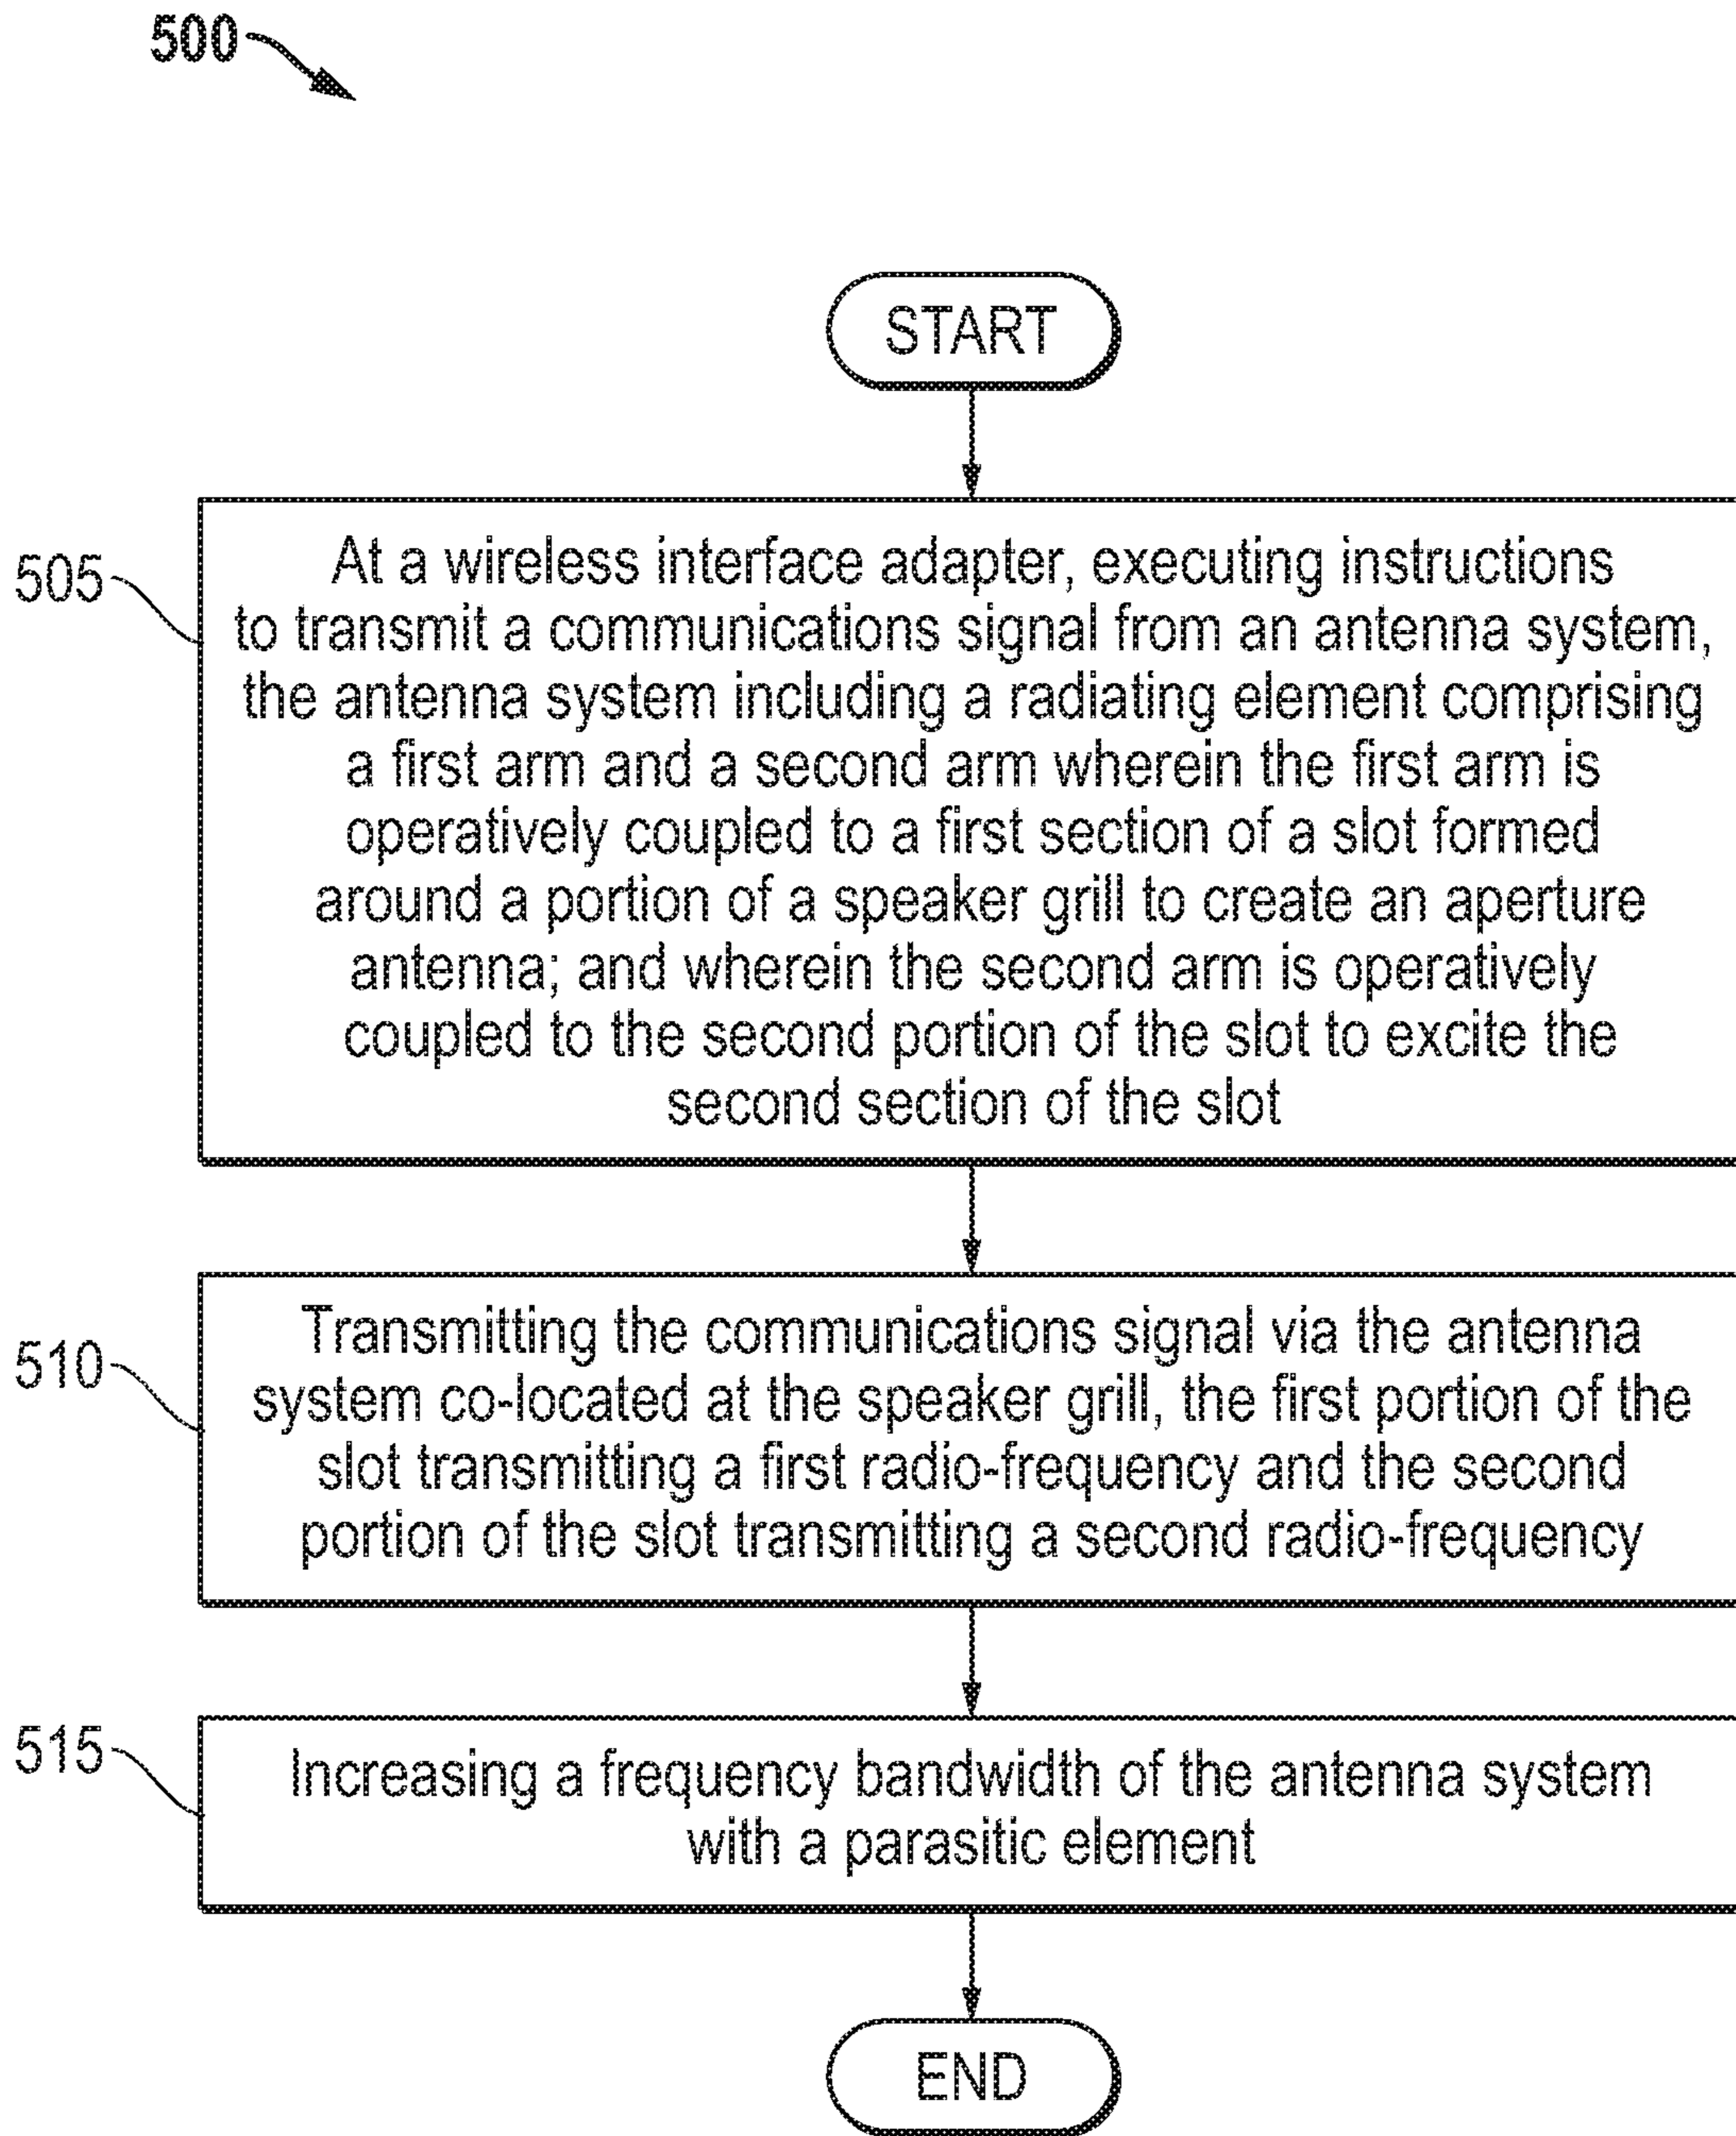 500
START
505
At a wireless interface adapter, executing instructions
to transmit a communications signal from an antenna system,
the antenna system including a radiating element comprising
a first arm and a second arm wherein the first arm is
operatively coupled to a first section of a slot formed
around a portion of a speaker grill to create an aperture
antenna; and wherein the second arm is operatively
coupled to the second portion of the slot to excite the
second section of the slot
510
Transmitting the communications signal via the antenna
system co-located at the speaker grill, the first portion of the
slot transmitting a first radio-frequency and the second
portion of the slot transmitting a second radio-frequency
515
Increasing a frequency bandwidth of the antenna system
with a parasitic element
END